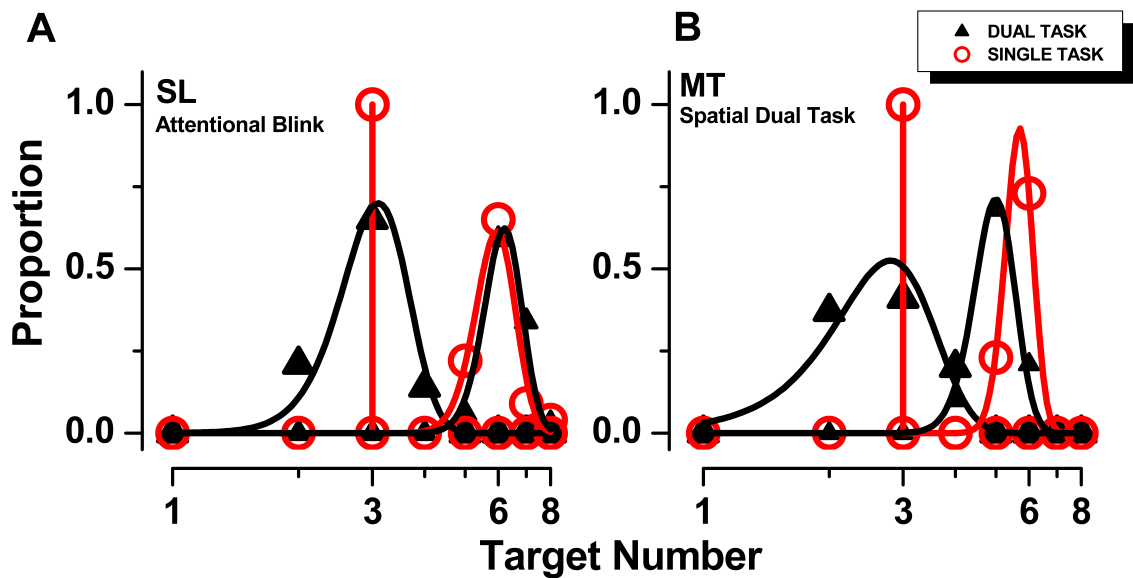 A
B
DUAL TASK
SINGLE TASK
SL
Attentional Blink
MT
Spatial Dual Task
1.0
0.5
0.0
1.0
0.5
0.0
Proportion
1 3 6 8
1 3 6 8
Target Number